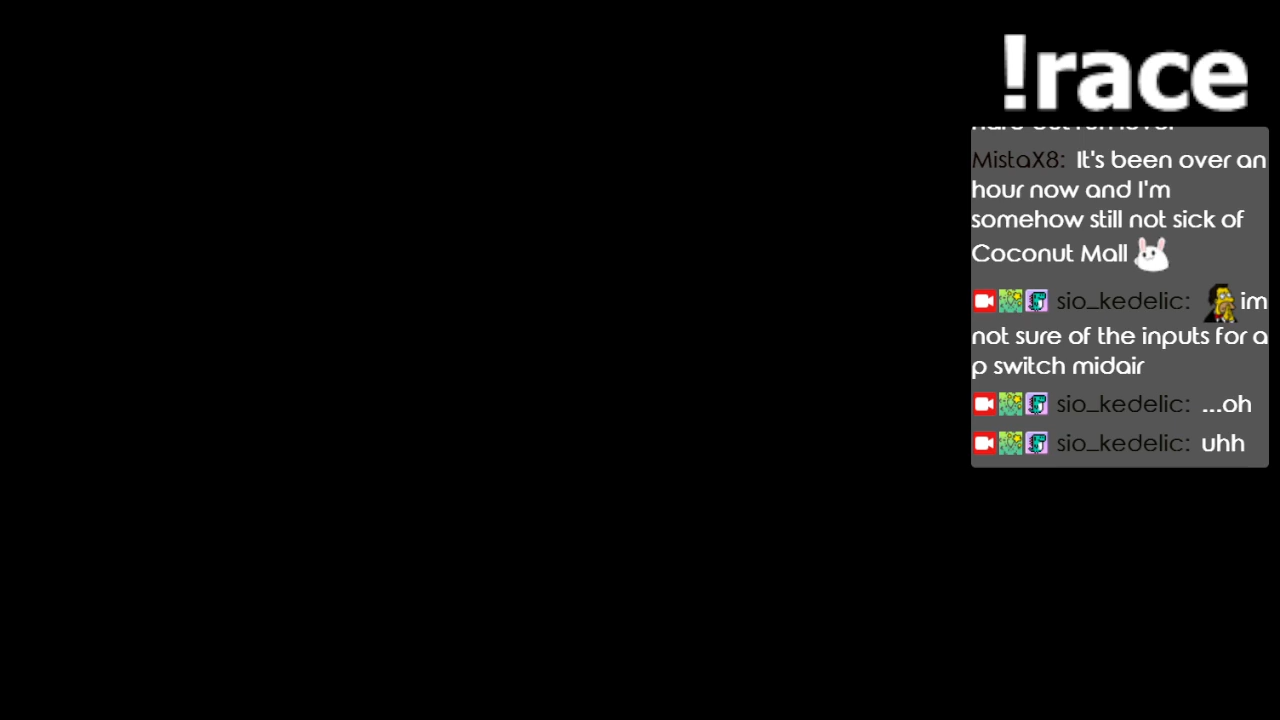 !race
MistaX8: It's been over an
hour now and I'm
somehow still not sick of
Coconut Mall
sio_kedelic: im
not sure of the inputs for a
p switch midair
sio_kedelic: ...oh
sio_kedelic: uhh